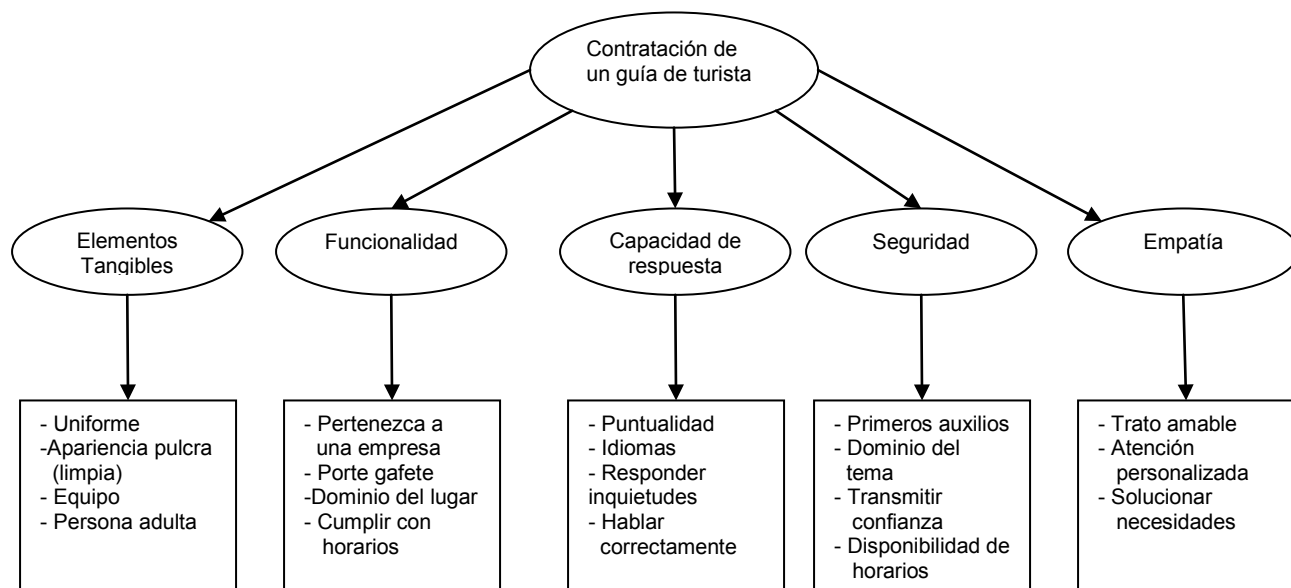 Contratación de
un guía de turista
Elementos
Tangibles
Funcionalidad
Capacidad de
respuesta
Seguridad
Empatía
- Uniforme
-Apariencia pulcra
(limpia)
- Equipo
- Persona adulta
- Pertenezca a
una empresa
- Porte gafete
-Dominio del lugar
- Cumplir con
horarios
- Puntualidad
- Idiomas
- Responder
inquietudes
- Hablar
correctamente
- Primeros auxilios
- Dominio del
tema
- Transmitir
confianza
- Disponibilidad de
horarios
- Trato amable
- Atención
personalizada
- Solucionar
necesidades